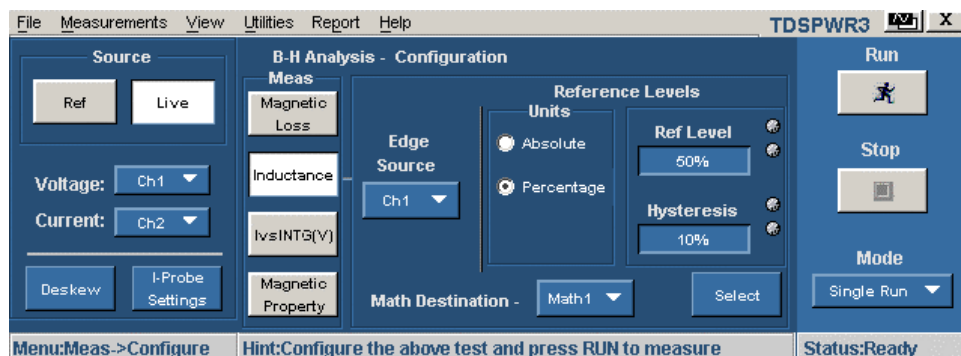 File Measurements View Utilities Report Help TDSPWR3 X
Source
Ref
Live
Voltage: Ch1
Current: Ch2
Deskew
I-Probe
Settings
B-H Analysis - Configuration
Meas
Magnetic
Loss
Inductance
IvsINTG(V)
Magnetic
Property
Edge
Source
Ch1
Reference Levels
Units
Absolute
Percentage
Ref Level
50%
Hysteresis
10%
Math Destination - Math1
Select
Run
Stop
Mode
Single Run
Menu:Meas->Configure
Hint:Configure the above test and press RUN to measure
Status:Ready